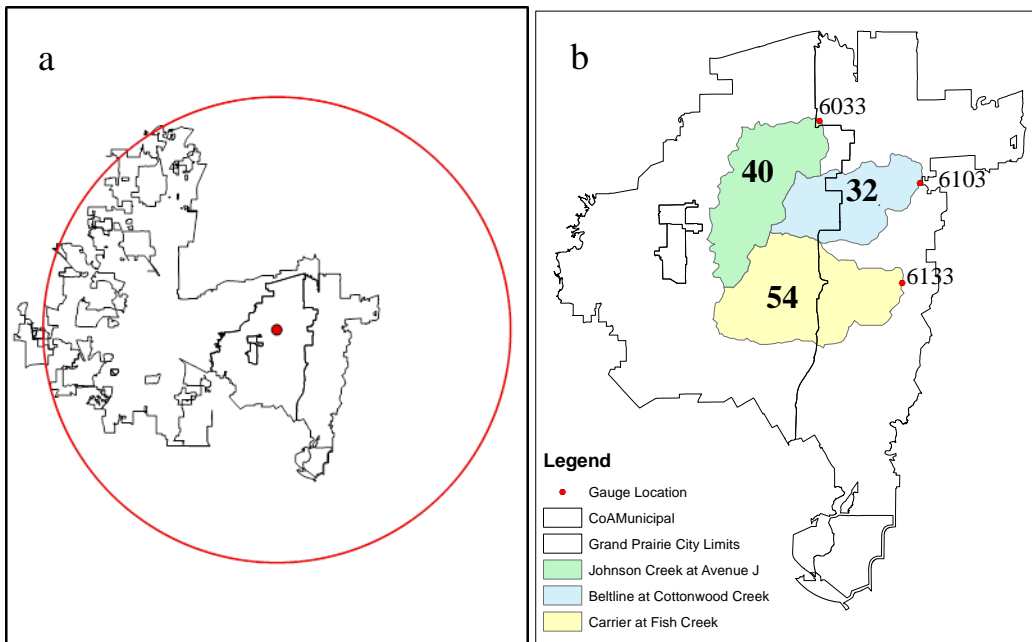 a
b
6033
40
32
6103
6133
54
Legend
Gauge Location
CoAMunicipal
Grand Prairie City Limits
Johnson Creek at Avenue J
Beltline at Cottonwood Creek
Carrier at Fish Creek